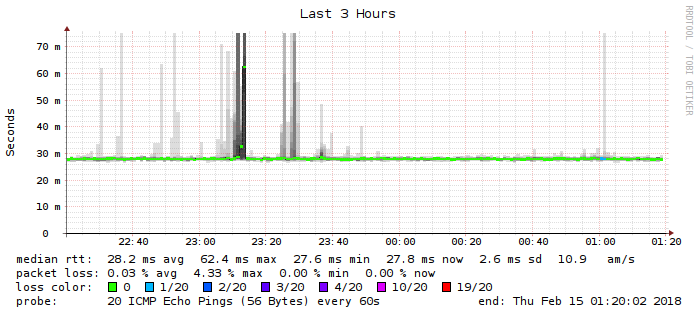 Last 3 Hours
RRDTOOL / TOBI OETIKER
Seconds
70 m
60 m
50 m
40 m
30 m
20 m
10 m
0
22:40 23:00 23:20 23:40 00:00 00:20 00:40 01:00 01:20
median rtt: 28.2 ms avg 62.4 ms max 27.6 ms min 27.8 ms now 2.6 ms sd 10.9 am/s
packet loss: 0.03 % avg 4.33 % max 0.00 % min 0.00 % now
loss color: 0 1/20 2/20 3/20 4/20 10/20 19/20
probe: 20 ICMP Echo Pings (56 Bytes) every 60s end: Thu Feb 15 01:20:02 2018